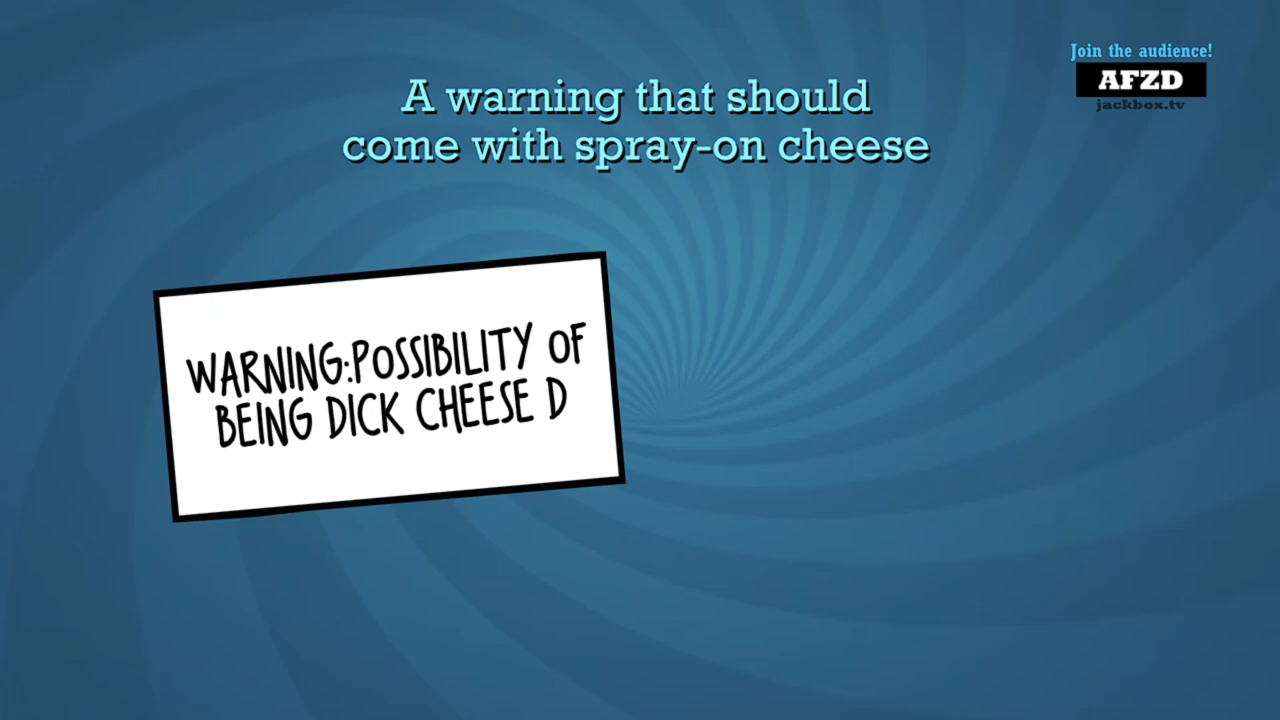 Join the audience!
AFZD
jackbox.tv
A warning that should
come with spray-on cheese
WARNING:POSSIBILITY OF
BEING DICK CHEESE D